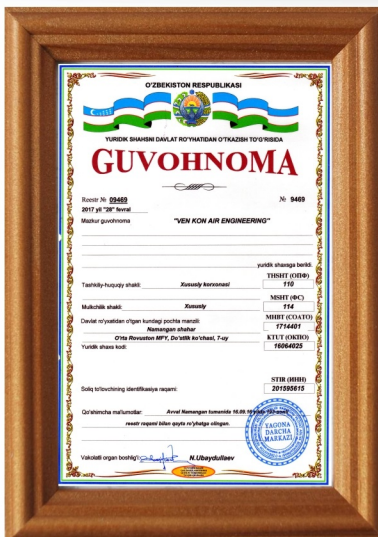 O'ZBEKISTON RESPUBLIKASI
YURIDIK SHAHSNI DAVLAT RO'YHATIDAN O'TKAZISH TO'G'RISIDA
GUVOHNOMA
Reestr № 09469 № 9469
2017 yil "28" fevral
Mazkur guvohnoma "VEN KON AIR ENGINEERING"
yuridik shaxsga berildi.
THSHT (ОПФ)
Tashkiliy-huquqiy shakli: Xususiy korxonasi 110
MSHT (ФС)
Mulkchilik shakli: Xususiy 114
Davlat ro'yxatidan o'tgan kundagi pochta manzili: MHBT (СОАТО)
Namangan shahar 1714401
O'rta Rovuston MFY, Do'stlik ko'chasi, 7-uy KTUT (ОКПО)
Yuridik shaxs kodi: 16064025
STIR (ИНН)
Soliq to'lovchining identifikasiya raqami: 201595615
Qo'shimcha ma'lumotlar: Avval Namangan tumanida 16.09.
reestr raqami bilan qayta ro'yhatga olingan.
YAGONA
DARCHA
MARKAZI
Vakolatli organ boshlig'i N.Ubaydullaev